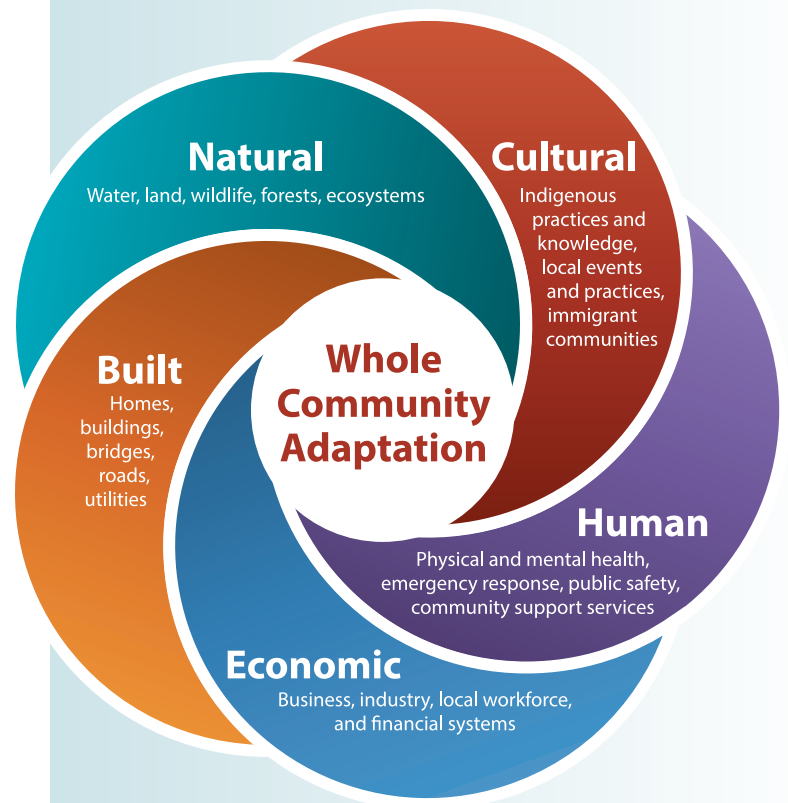 Natural
Water, land, wildlife, forests, ecosystems
Cultural
Indigenous
practices and
knowledge,
local events
and practices,
immigrant
communities
Whole
Community
Adaptation
Built
Homes,
buildings,
bridges,
roads,
utilities
Human
Physical and mental health,
emergency response, public safety,
community support services
Economic
Business, industry, local workforce,
and financial systems